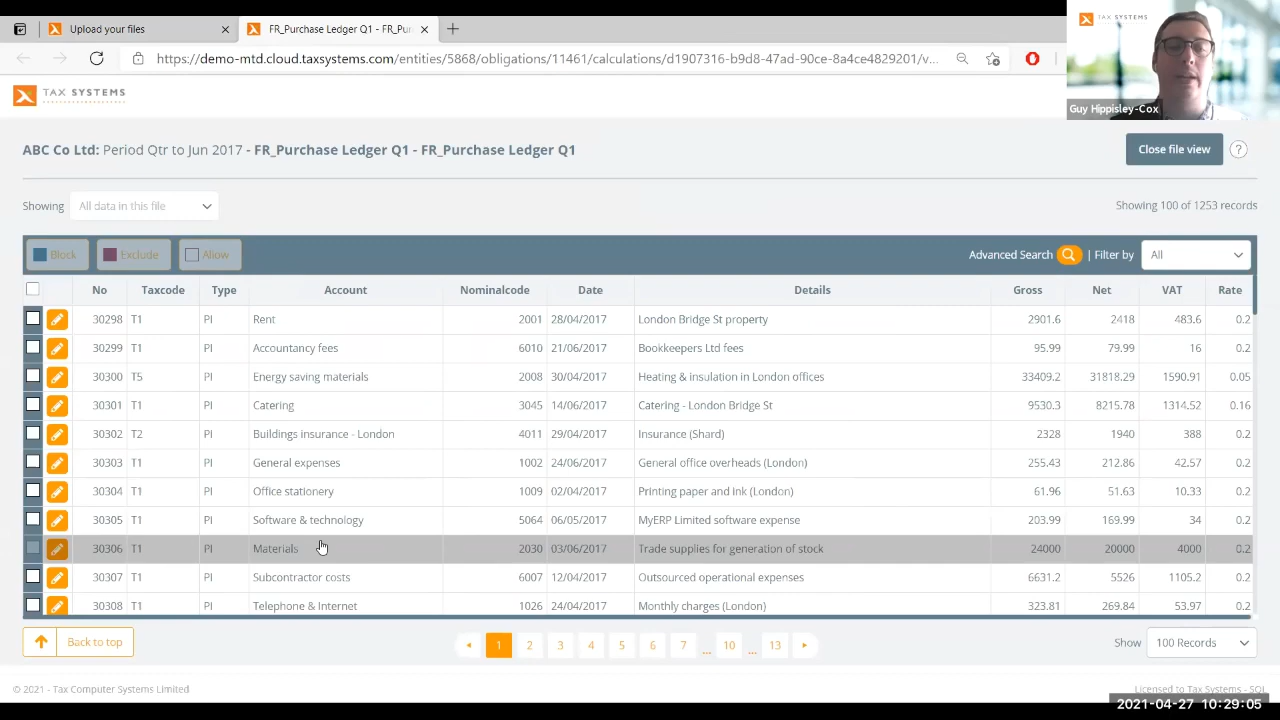 Upload your files
FR_Purchase Ledger Q1 - FR_Pur
TAX SYSTEMS
https://demo-mtd.cloud.taxsystems.com/entities/5868/obligations/11461/calculations/d1907316-b9d8-47ad-90ce-8a4ce4829201/v...
TAX SYSTEMS
Guy Hippisley-Cox
ABC Co Ltd: Period Qtr to Jun 2017 - FR_Purchase Ledger Q1 - FR_Purchase Ledger Q1
Close file view ?
Showing All data in this file Showing 100 of 1253 records
Block Exclude Allow Advanced Search | Filter by All
No Taxcode Type Account Nominalcode Date Details Gross Net VAT Rate
30298 T1 PI Rent 2001 28/04/2017 London Bridge St property 2901.6 2418 483.6 0.2
30299 T1 PI Accountancy fees 6010 21/06/2017 Bookkeepers Ltd fees 95.99 79.99 16 0.2
30300 T5 PI Energy saving materials 2008 30/04/2017 Heating & insulation in London offices 33409.2 31818.29 1590.91 0.05
30301 T1 PI Catering 3045 14/06/2017 Catering - London Bridge St 9530.3 8215.78 1314.52 0.16
30302 T2 PI Buildings insurance - London 4011 29/04/2017 Insurance (Shard) 2328 1940 388 0.2
30303 T1 PI General expenses 1002 24/06/2017 General office overheads (London) 255.43 212.86 42.57 0.2
30304 T1 PI Office stationery 1009 02/04/2017 Printing paper and ink (London) 61.96 51.63 10.33 0.2
30305 T1 PI Software & technology 5064 06/05/2017 MyERP Limited software expense 203.99 169.99 34 0.2
30306 T1 PI Materials 2030 03/06/2017 Trade supplies for generation of stock 24000 20000 4000 0.2
30307 T1 PI Subcontractor costs 6007 12/04/2017 Outsourced operational expenses 6631.2 5526 1105.2 0.2
30308 T1 PI Telephone & Internet 1026 24/04/2017 Monthly charges (London) 323.81 269.84 53.97 0.2
Back to top 1 2 3 4 5 6 7 ... 10 ... 13 Show 100 Records
© 2021 - Tax Computer Systems Limited Licensed to Tax Systems - SQL
2021-04-27 10:29:05